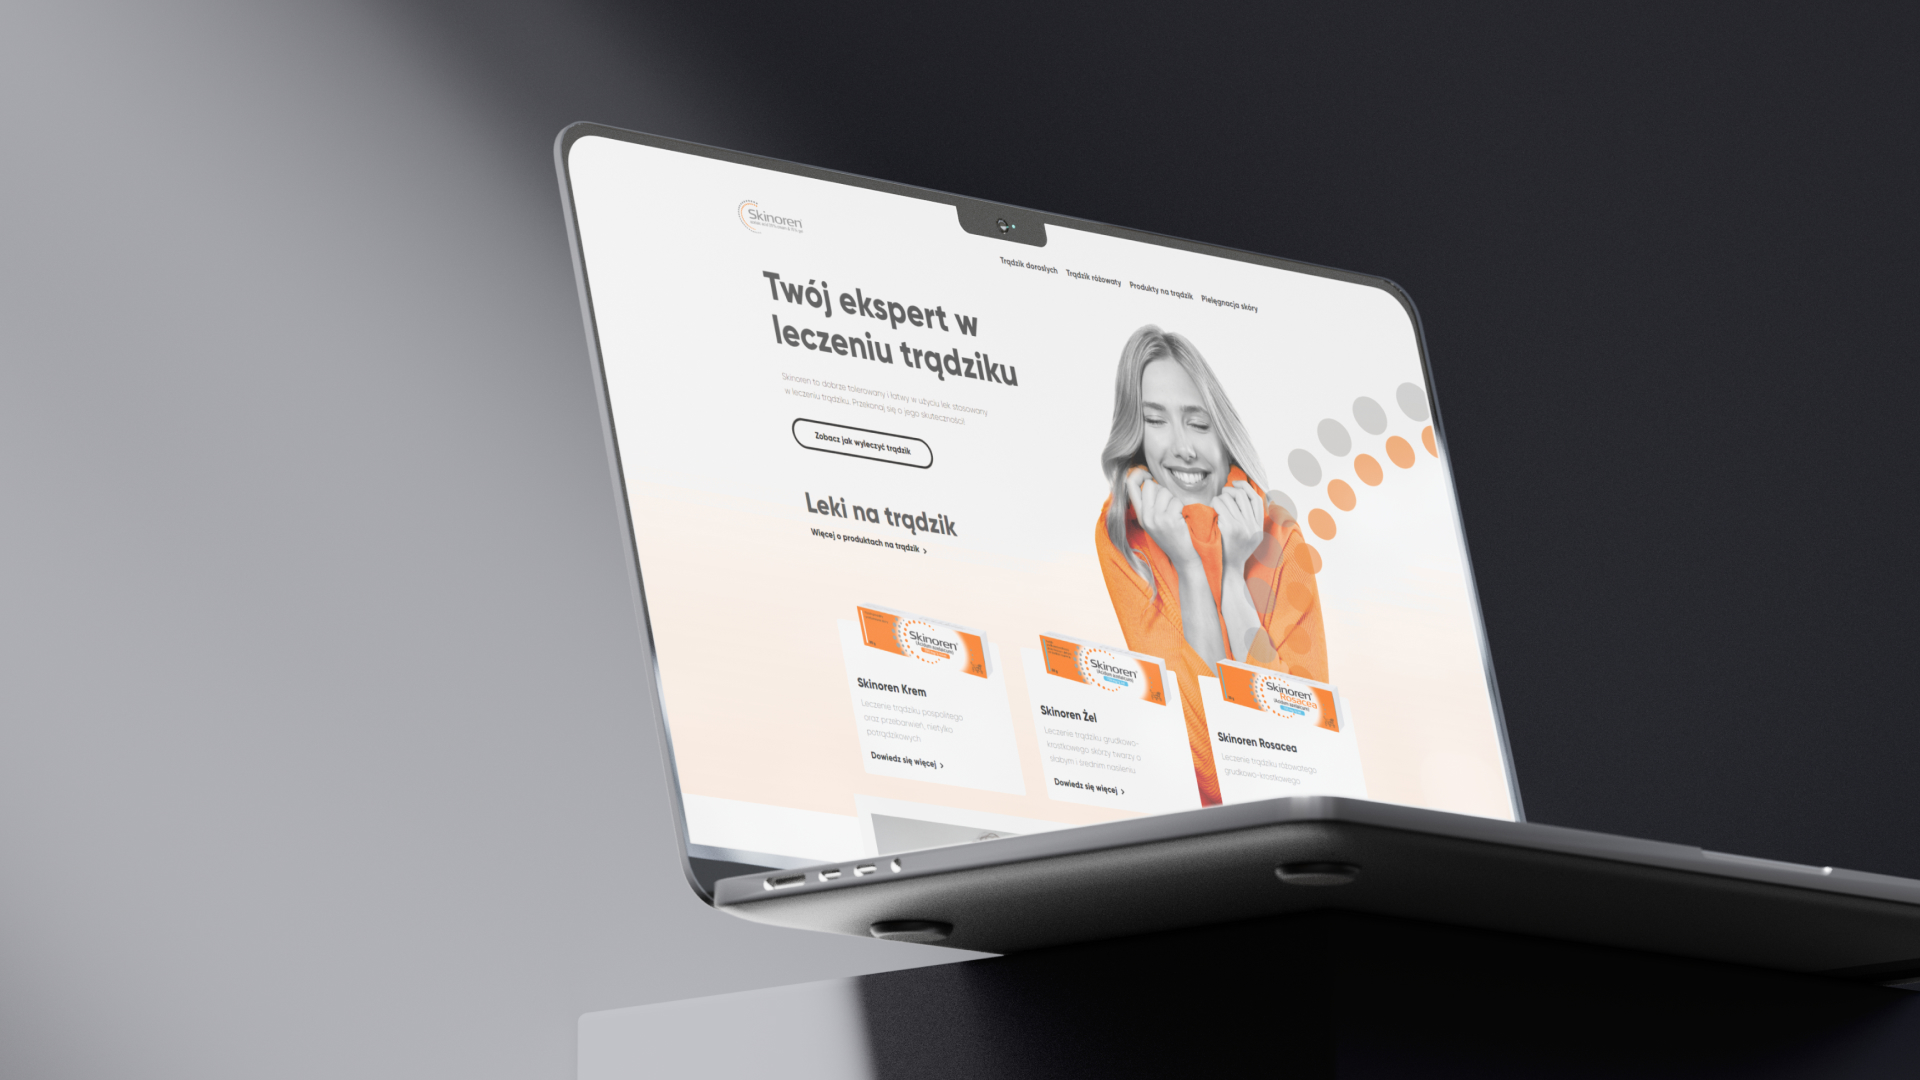 Skinoren
Trądzik dorosłych Trądzik różowaty Produkty na trądzik Pielęgnacja skóry
Twój ekspert w
leczeniu trądziku
Skinoren to dobrze tolerowany i łatwy w użyciu lek stosowany
w leczeniu trądziku. Przekonaj się o jego skuteczności!
Zobacz jak wyleczyć trądzik
Leki na trądzik
Więcej o produktach na trądzik
Skinoren
Skinoren Krem
Leczenie trądziku pospolitego
oraz przebarwień, nie tylko
potrądzikowych
Dowiedz się więcej
Skinoren
Skinoren Żel
Leczenie trądziku grudkowo-
krostkowego skóry twarzy o
słabym i średnim nasileniu
Dowiedz się więcej
Skinoren
Rosacea
Skinoren Rosacea
Leczenie trądziku różowatego
grudkowo-krostkowego